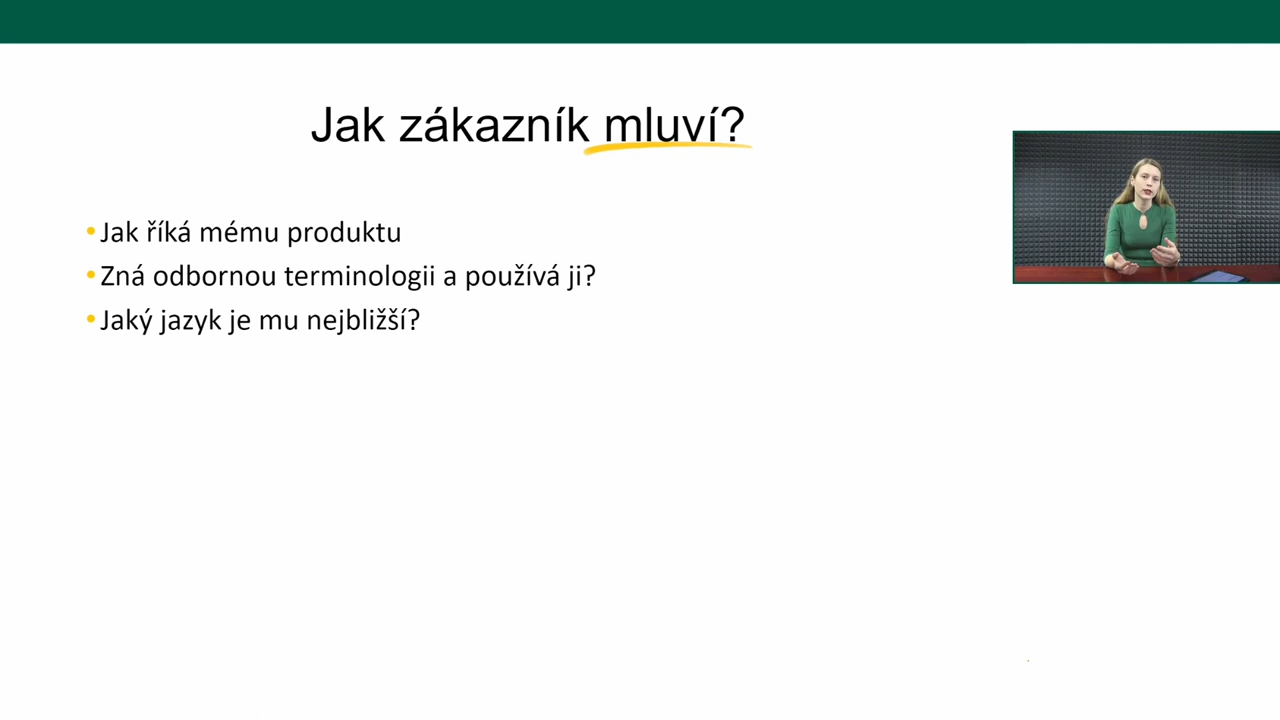 Jak zákazník mluví?
•Jak říká mému produktu
•Zná odbornou terminologii a používá ji?
•Jaký jazyk je mu nejbližší?